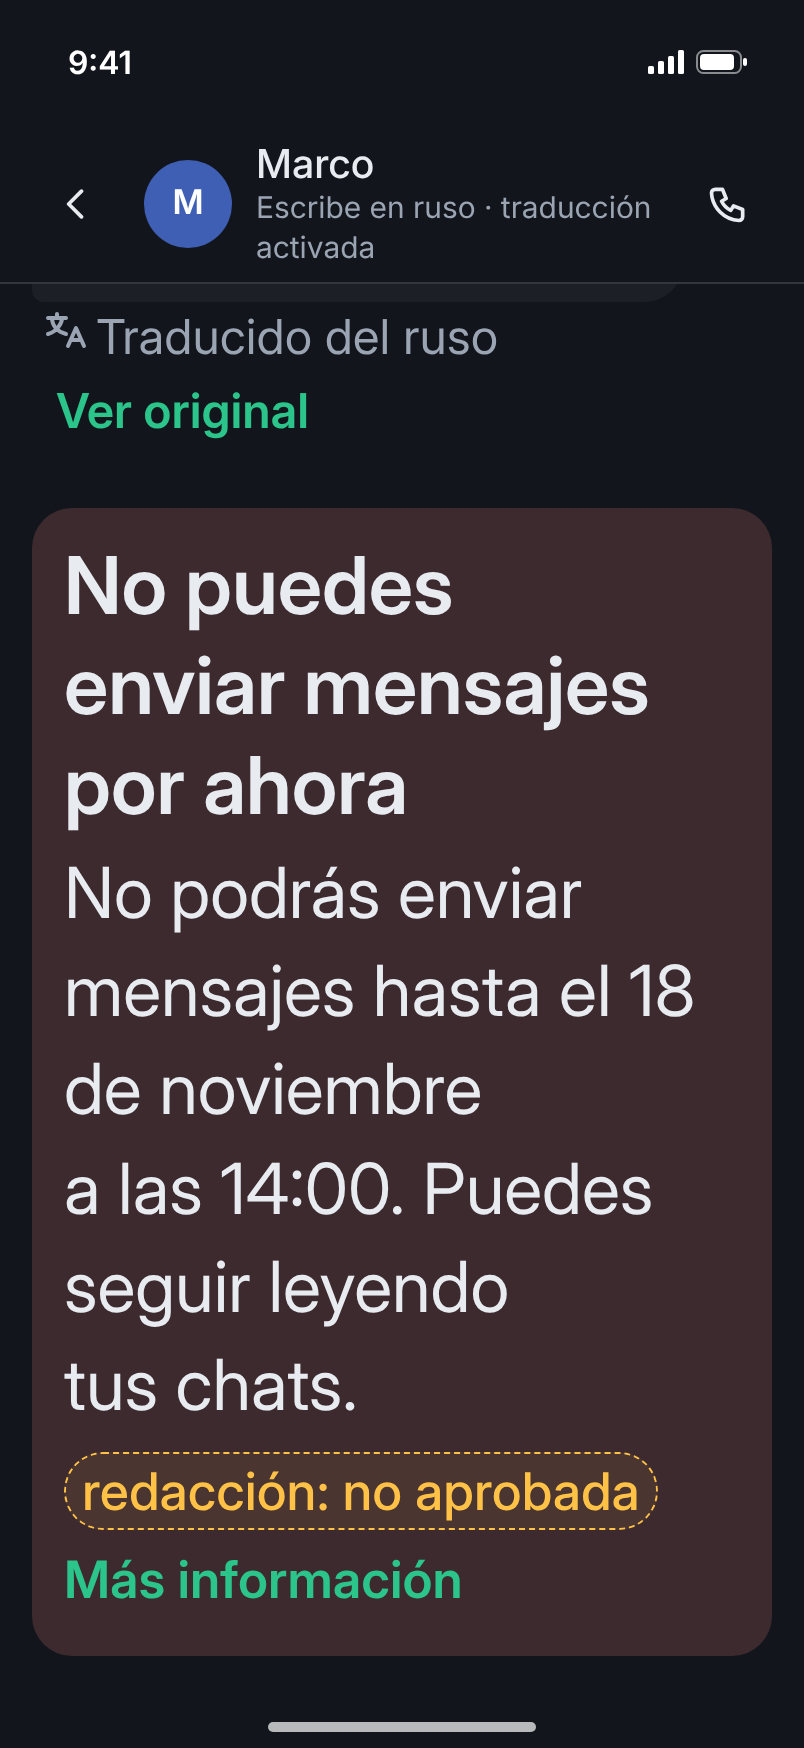 9:41
M
Marco
Escribe en ruso · traducción
activada
Traducido del ruso
Ver original
No puedes
enviar mensajes
por ahora
No podrás enviar
mensajes hasta el 18
de noviembre
a las 14:00. Puedes
seguir leyendo
tus chats.
redacción: no aprobada
Más información